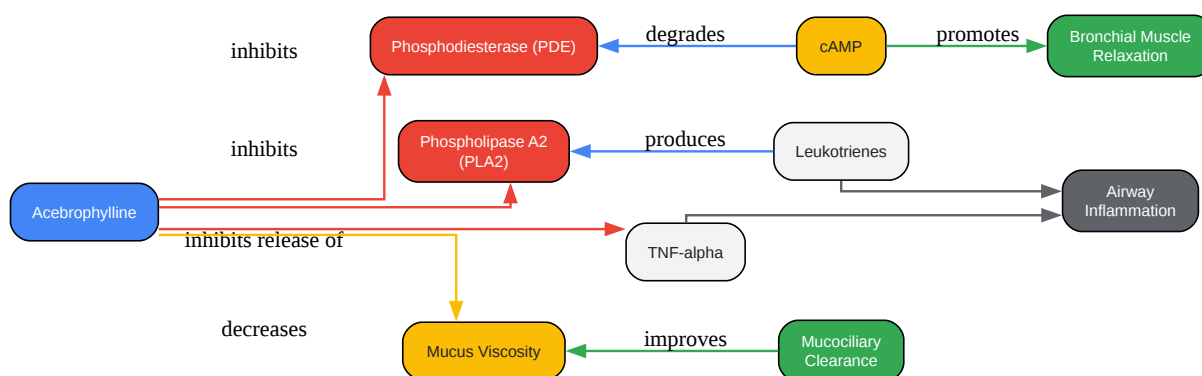 inhibits
Phosphodiesterase (PDE)
degrades
cAMP
promotes
Bronchial Muscle
Relaxation
inhibits
Phospholipase A2
(PLA2)
produces
Leukotrienes
Acebrophylline
Airway
Inflammation
inhibits release of
TNF-alpha
decreases
Mucus Viscosity
improves
Mucociliary
Clearance